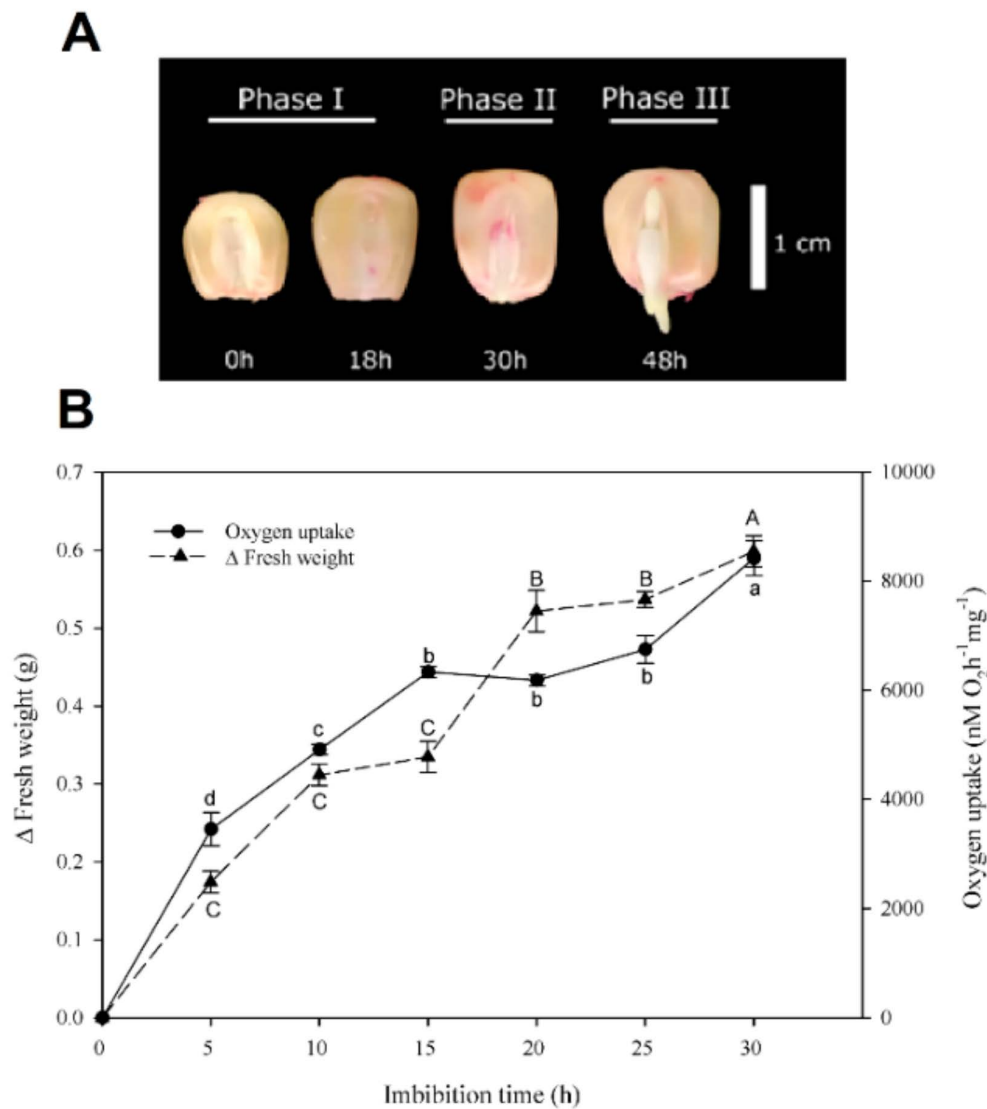 A
Phase I Phase II Phase III
1 cm
0h 18h 30h 48h
B
0.7 10000
Oxygen uptake
Δ Fresh weight
A
0.6
B B
8000
a
0.5
b
b b
6000
0.4
c
C
Δ Fresh weight (g)
Oxygen uptake (nM O₂h⁻¹mg⁻¹)
0.3
d
C
4000
0.2
C
2000
0.1
0.0 0
0 5 10 15 20 25 30
Imbibition time (h)